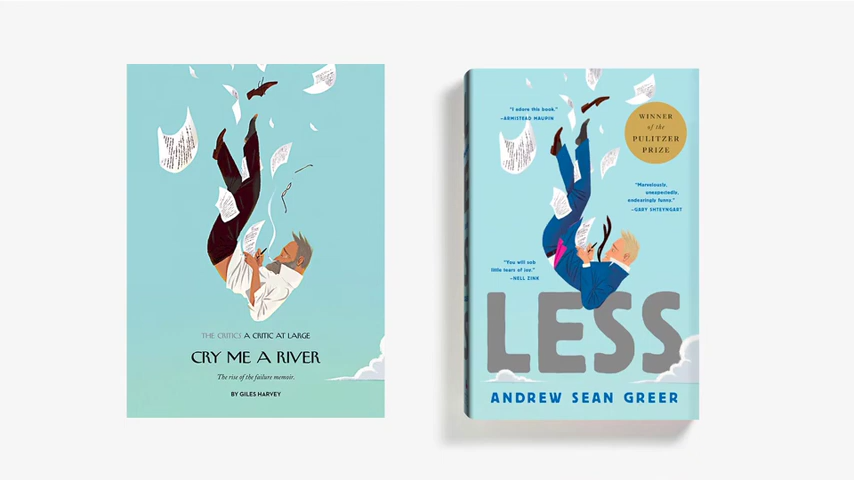 THE CRITICS A CRITIC AT LARGE
CRY ME A RIVER
The rise of the failure memoir.
BY GILES HARVEY
"I adore this book."
—ARMISTEAD MAUPIN
WINNER
of the
PULITZER
PRIZE
"Marvelously,
unexpectedly,
endearingly funny."
—GARY SHTEYNGART
"You will sob
little tears of joy."
—NELL ZINK
LESS
ANDREW SEAN GREER